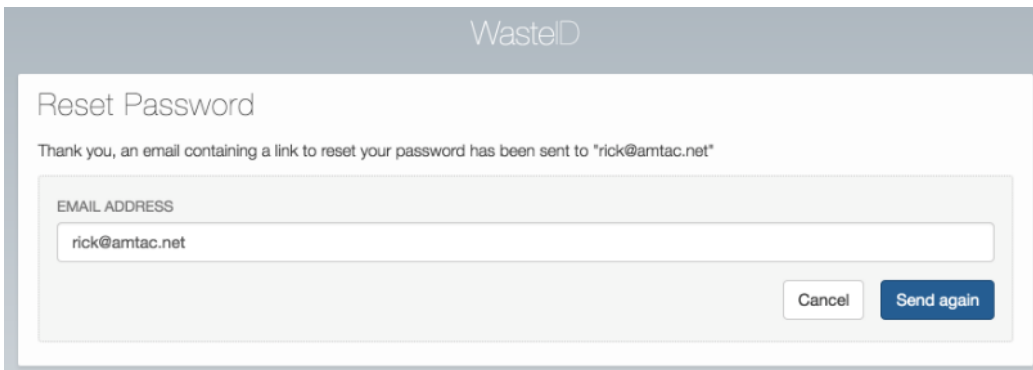 WasteID
Reset Password
Thank you, an email containing a link to reset your password has been sent to "rick@amtac.net"
EMAIL ADDRESS
rick@amtac.net
Cancel Send again